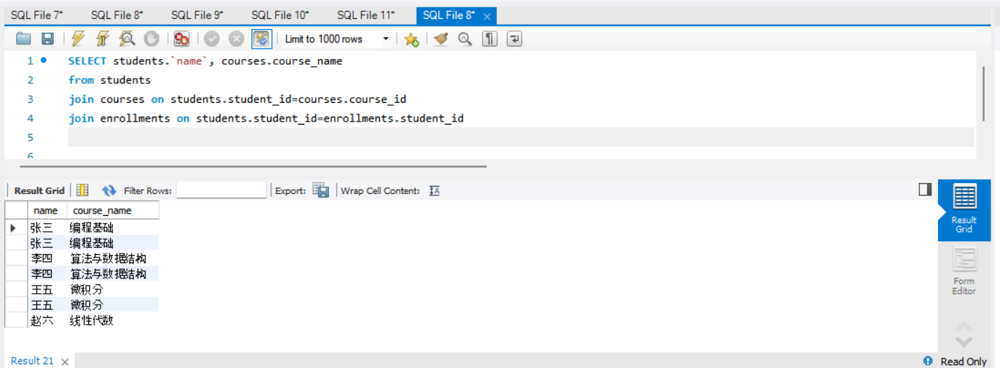 SQL File 7* SQL File 8* SQL File 9* SQL File 10* SQL File 11* SQL File 8* ×
Limit to 1000 rows
1 SELECT students.`name`, courses.course_name
2 from students
3 join courses on students.student_id=courses.course_id
4 join enrollments on students.student_id=enrollments.student_id
5
6
Result Grid Filter Rows: Export: Wrap Cell Content: IA
name course_name
张三 编程基础
张三 编程基础
李四 算法与数据结构
李四 算法与数据结构
王五 微积分
王五 微积分
赵六 线性代数
Result
Grid
Form
Editor
Result 21 × Read Only